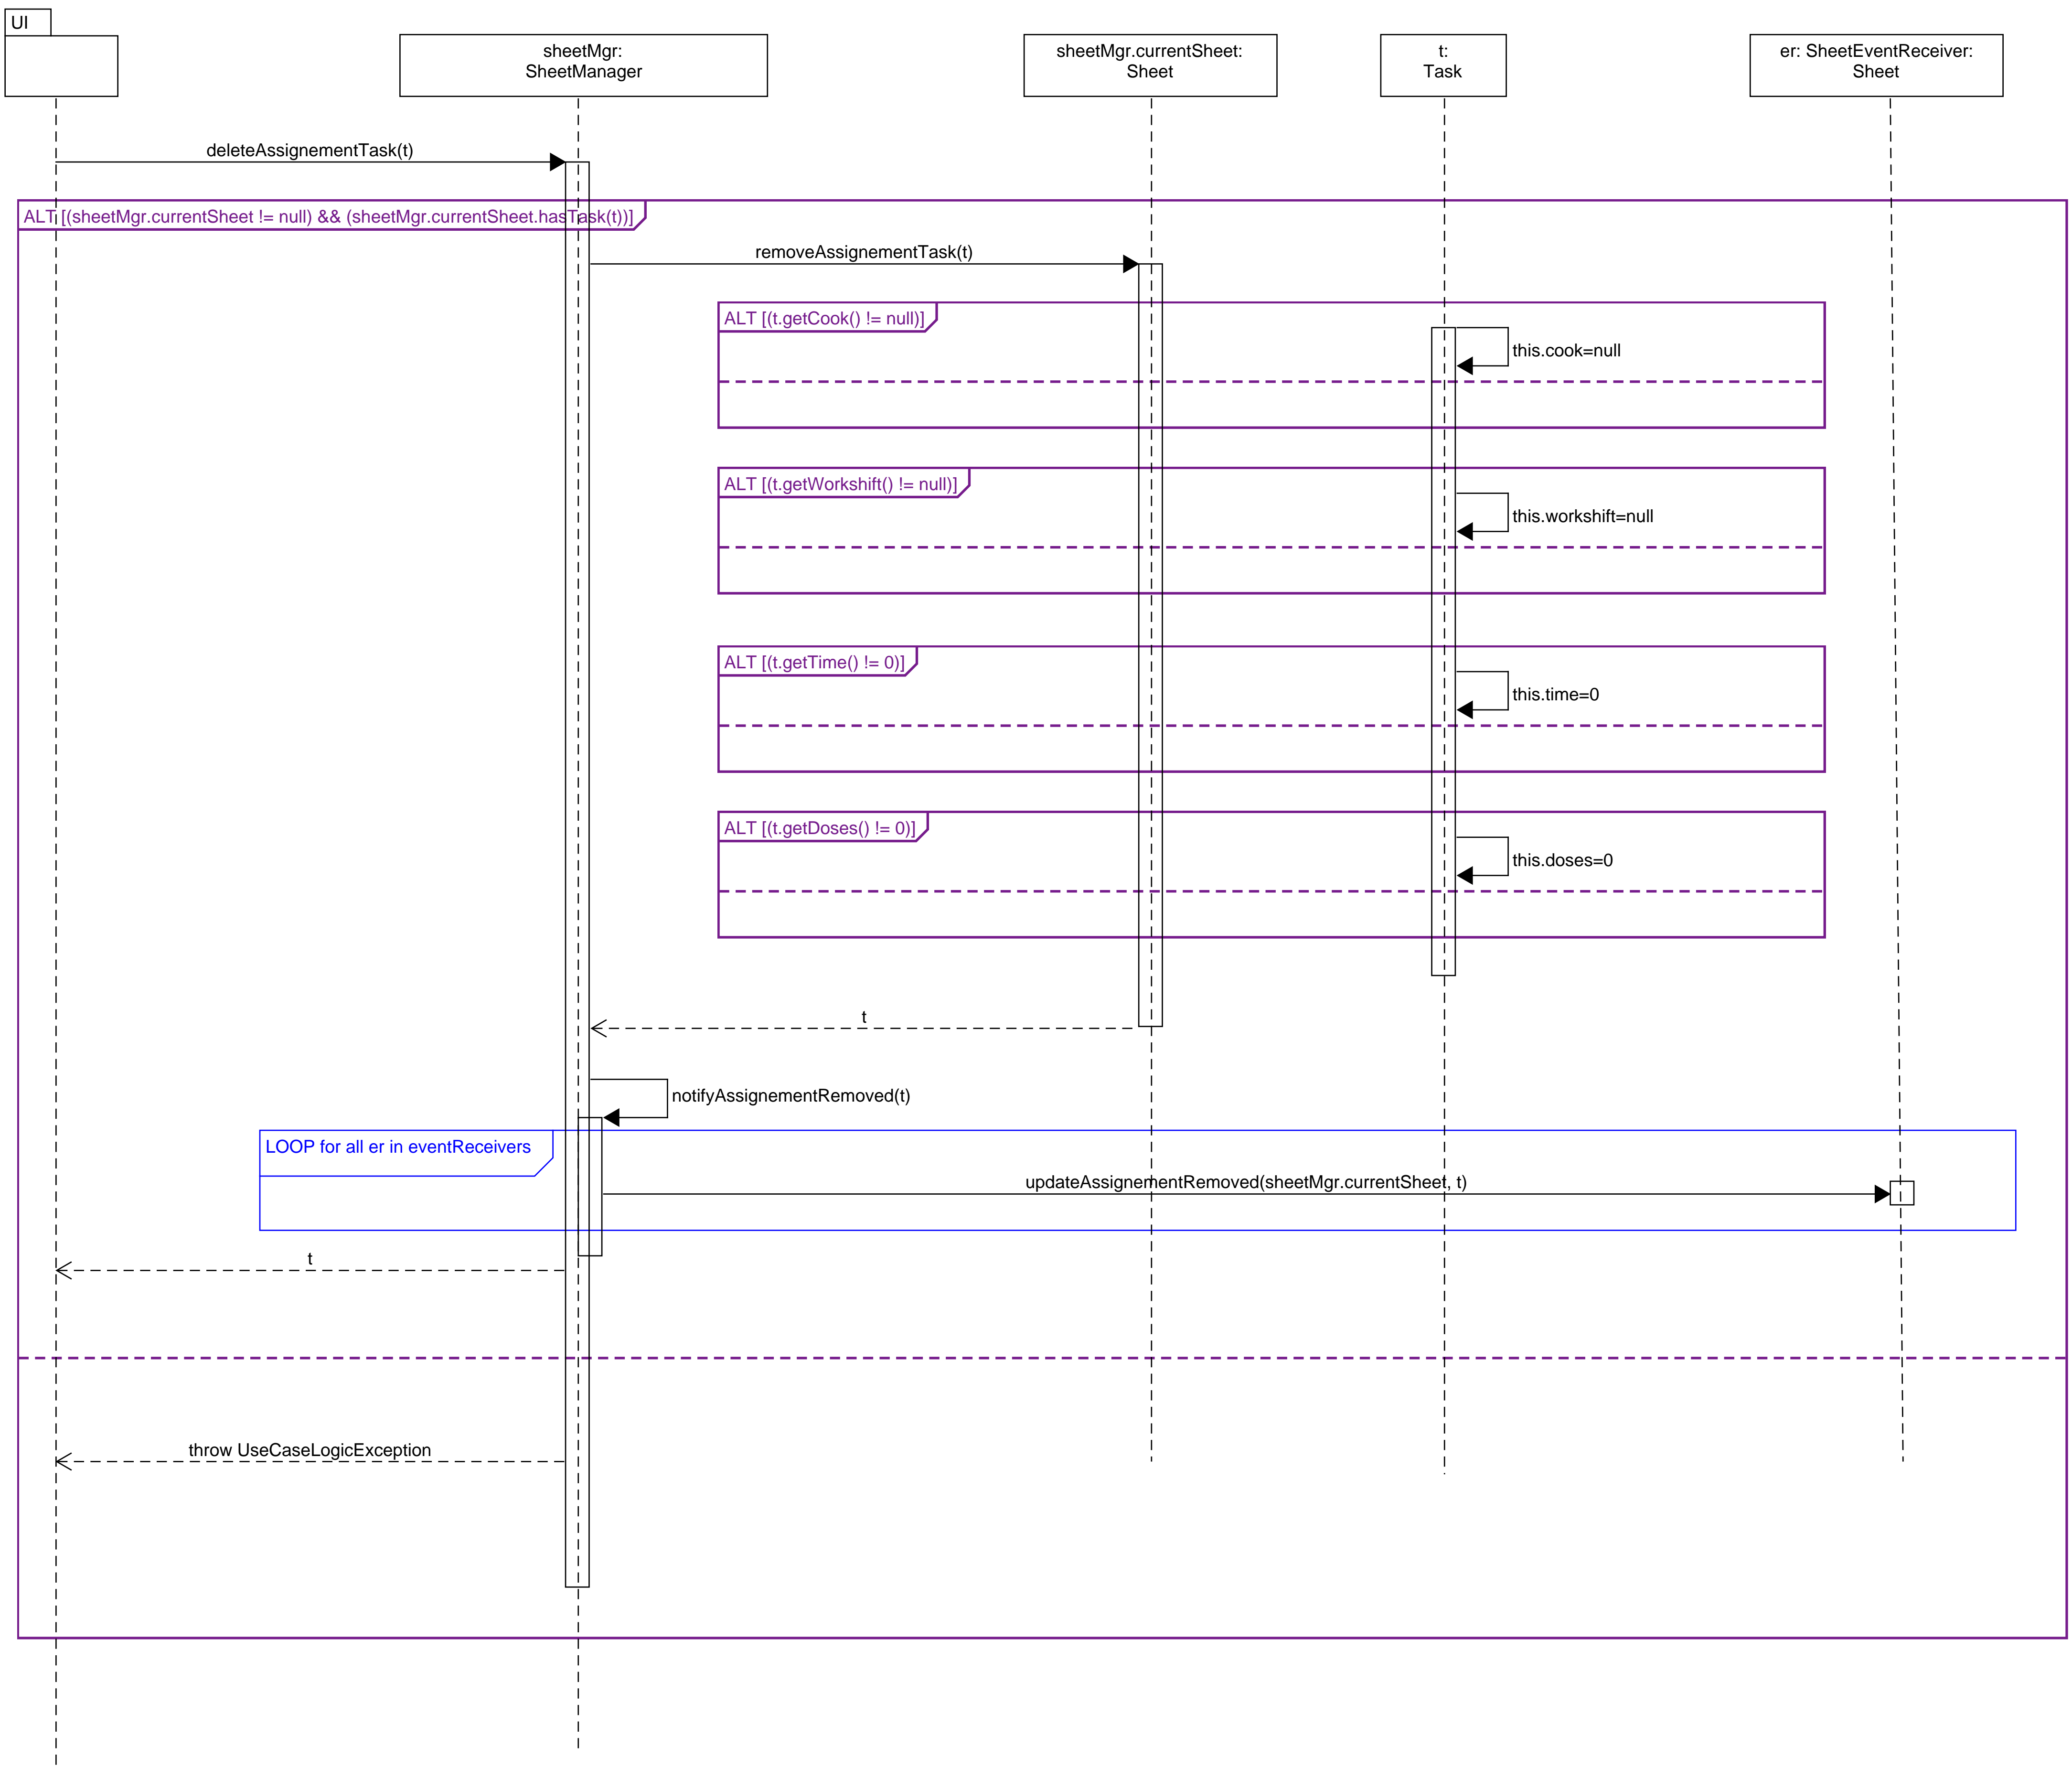 UI
sheetMgr:
SheetManager
sheetMgr.currentSheet:
Sheet
t:
Task
er: SheetEventReceiver:
Sheet
deleteAssignementTask(t)
ALT [(sheetMgr.currentSheet != null) && (sheetMgr.currentSheet.hasTask(t))]
removeAssignementTask(t)
ALT [(t.getCook() != null)]
this.cook=null
ALT [(t.getWorkshift() != null)]
this.workshift=null
ALT [(t.getTime() != 0)]
this.time=0
ALT [(t.getDoses() != 0)]
this.doses=0
t
notifyAssignementRemoved(t)
LOOP for all er in eventReceivers
updateAssignementRemoved(sheetMgr.currentSheet, t)
t
throw UseCaseLogicException